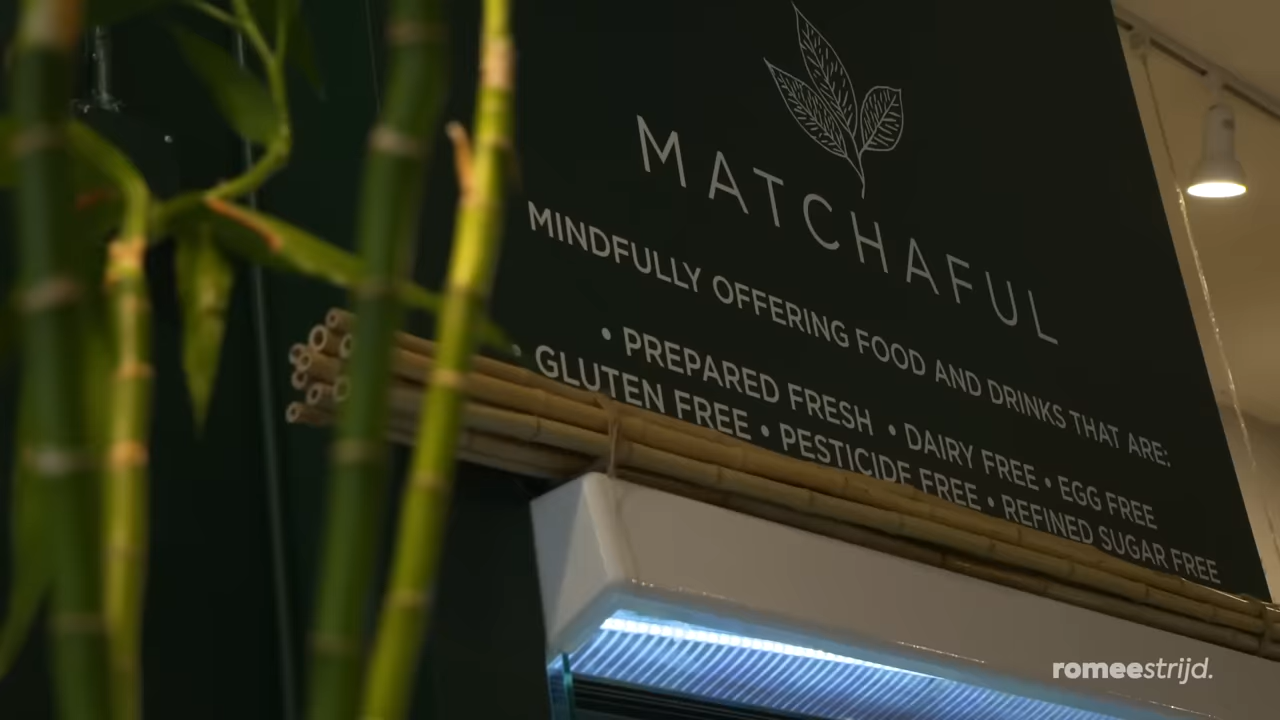 MATCHAFUL
MINDFULLY OFFERING FOOD AND DRINKS THAT ARE:
• PREPARED FRESH • DAIRY FREE • EGG FREE
• GLUTEN FREE • PESTICIDE FREE • REFINED SUGAR FREE
romeestrijd.